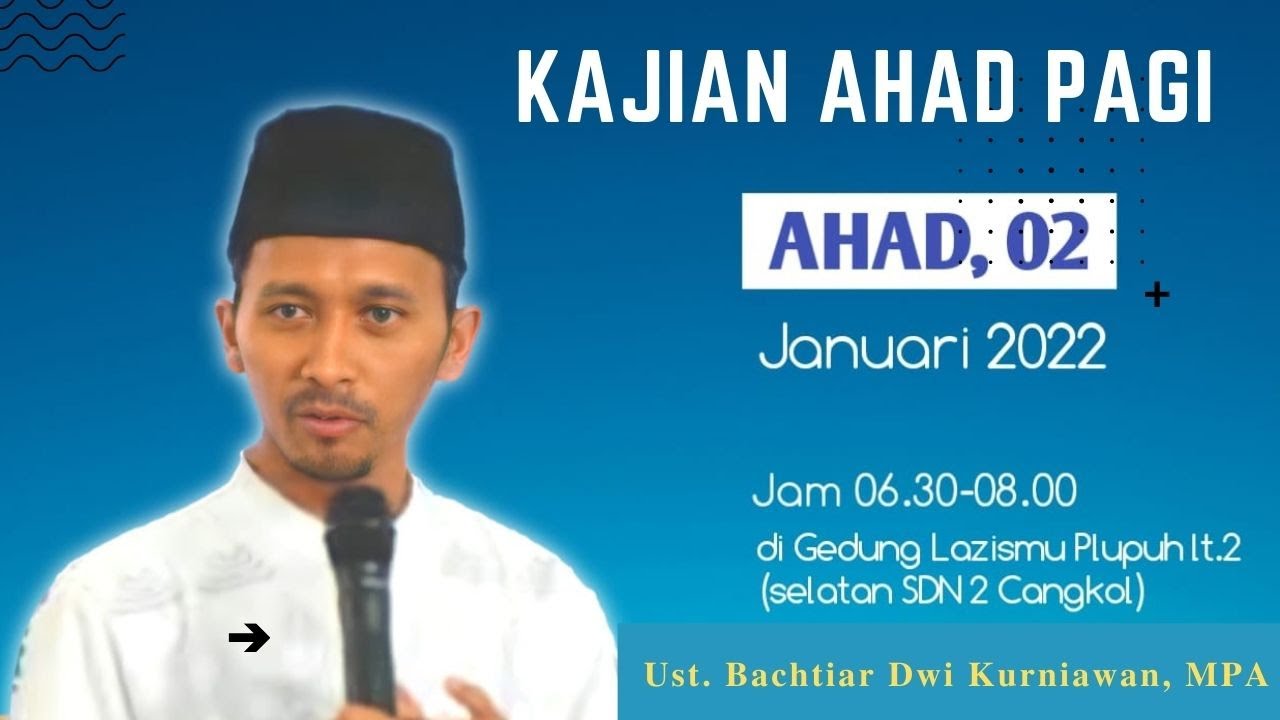 KAJIAN AHAD PAGI
AHAD, 02
Januari 2022
Jam 06.30-08.00
di Gedung Lazismu Plupuh lt.2
(selatan SDN 2 Cangkol)
Ust. Bachtiar Dwi Kurniawan, MPA